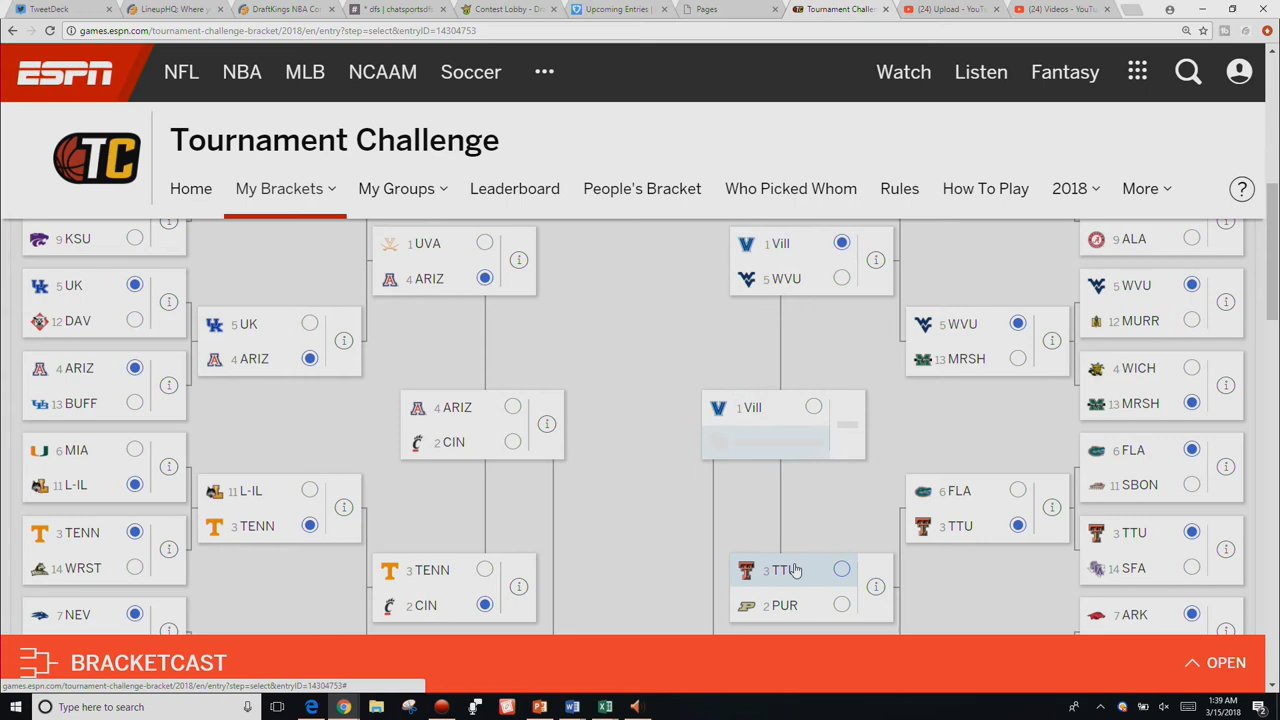 TweetDeck
LineupHQ: Where y
DraftKings NBA Co
* dfs | chatsportsdf
Contest Lobby - D
Upcoming Entries |
Pages
Tournament Challe
(24) Upload - YouT
(24) Videos - YouT
games.espn.com/tournament-challenge-bracket/2018/en/entry?step=select&entryID=14304753
ESPN NFL NBA MLB NCAAM Soccer ••• Watch Listen Fantasy
TC Tournament Challenge
Home My Brackets My Groups Leaderboard People's Bracket Who Picked Whom Rules How To Play 2018 More ?
9 KSU
5 UK
12 DAV
4 ARIZ
13 BUFF
6 MIA
11 L-IL
3 TENN
14 WRST
7 NEV
5 UK
4 ARIZ
11 L-IL
3 TENN
1 UVA
4 ARIZ
3 TENN
2 CIN
4 ARIZ
2 CIN
1 Vill
1 Vill
5 WVU
3 TTU
2 PUR
5 WVU
13 MRSH
6 FLA
3 TTU
9 ALA
5 WVU
12 MURR
4 WICH
13 MRSH
6 FLA
11 SBON
3 TTU
14 SFA
7 ARK
BRACKETCAST OPEN
games.espn.com/tournament-challenge-bracket/2018/en/entry?step=select&entryID=14304753#
Type here to search
1:39 AM
3/15/2018